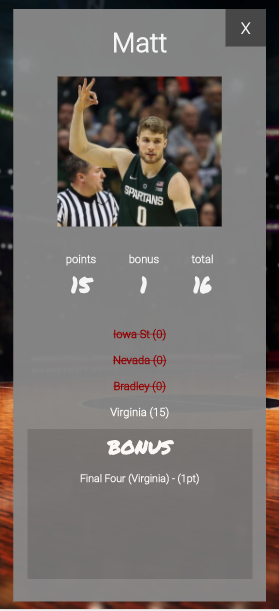 X
Matt
SPARTANS
0
points bonus total
15 1 16
Iowa St (0)
Nevada (0)
Bradley (0)
Virginia (15)
BONUS
Final Four (Virginia) - (1pt)